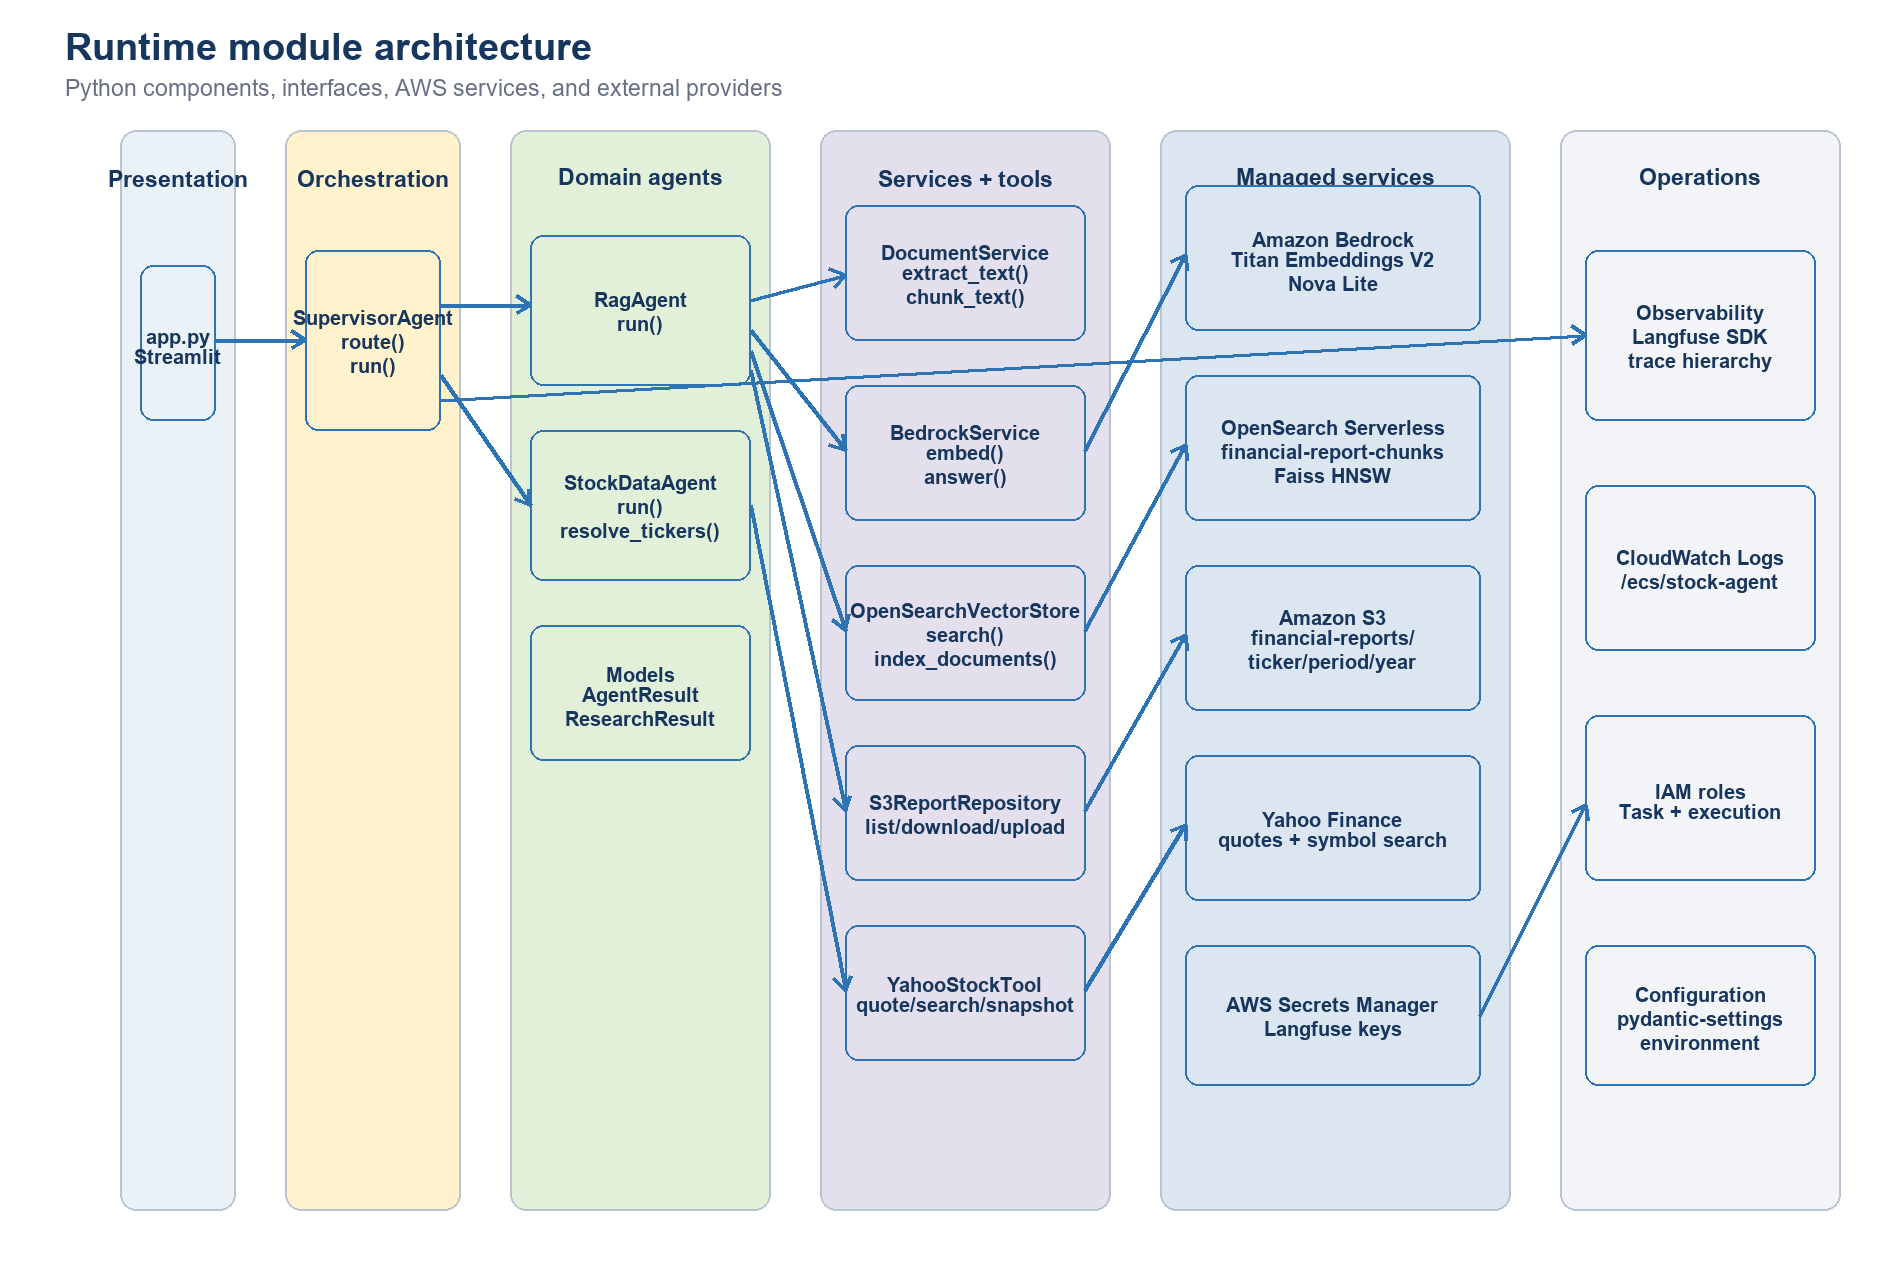 Runtime module architecture
Python components, interfaces, AWS services, and external providers
Presentation
app.py
Streamlit
Orchestration
SupervisorAgent
route()
run()
Domain agents
RagAgent
run()
StockDataAgent
run()
resolve_tickers()
Models
AgentResult
ResearchResult
Services + tools
DocumentService
extract_text()
chunk_text()
BedrockService
embed()
answer()
OpenSearchVectorStore
search()
index_documents()
S3ReportRepository
list/download/upload
YahooStockTool
quote/search/snapshot
Managed services
Amazon Bedrock
Titan Embeddings V2
Nova Lite
OpenSearch Serverless
financial-report-chunks
Faiss HNSW
Amazon S3
financial-reports/
ticker/period/year
Yahoo Finance
quotes + symbol search
AWS Secrets Manager
Langfuse keys
Operations
Observability
Langfuse SDK
trace hierarchy
CloudWatch Logs
/ecs/stock-agent
IAM roles
Task + execution
Configuration
pydantic-settings
environment